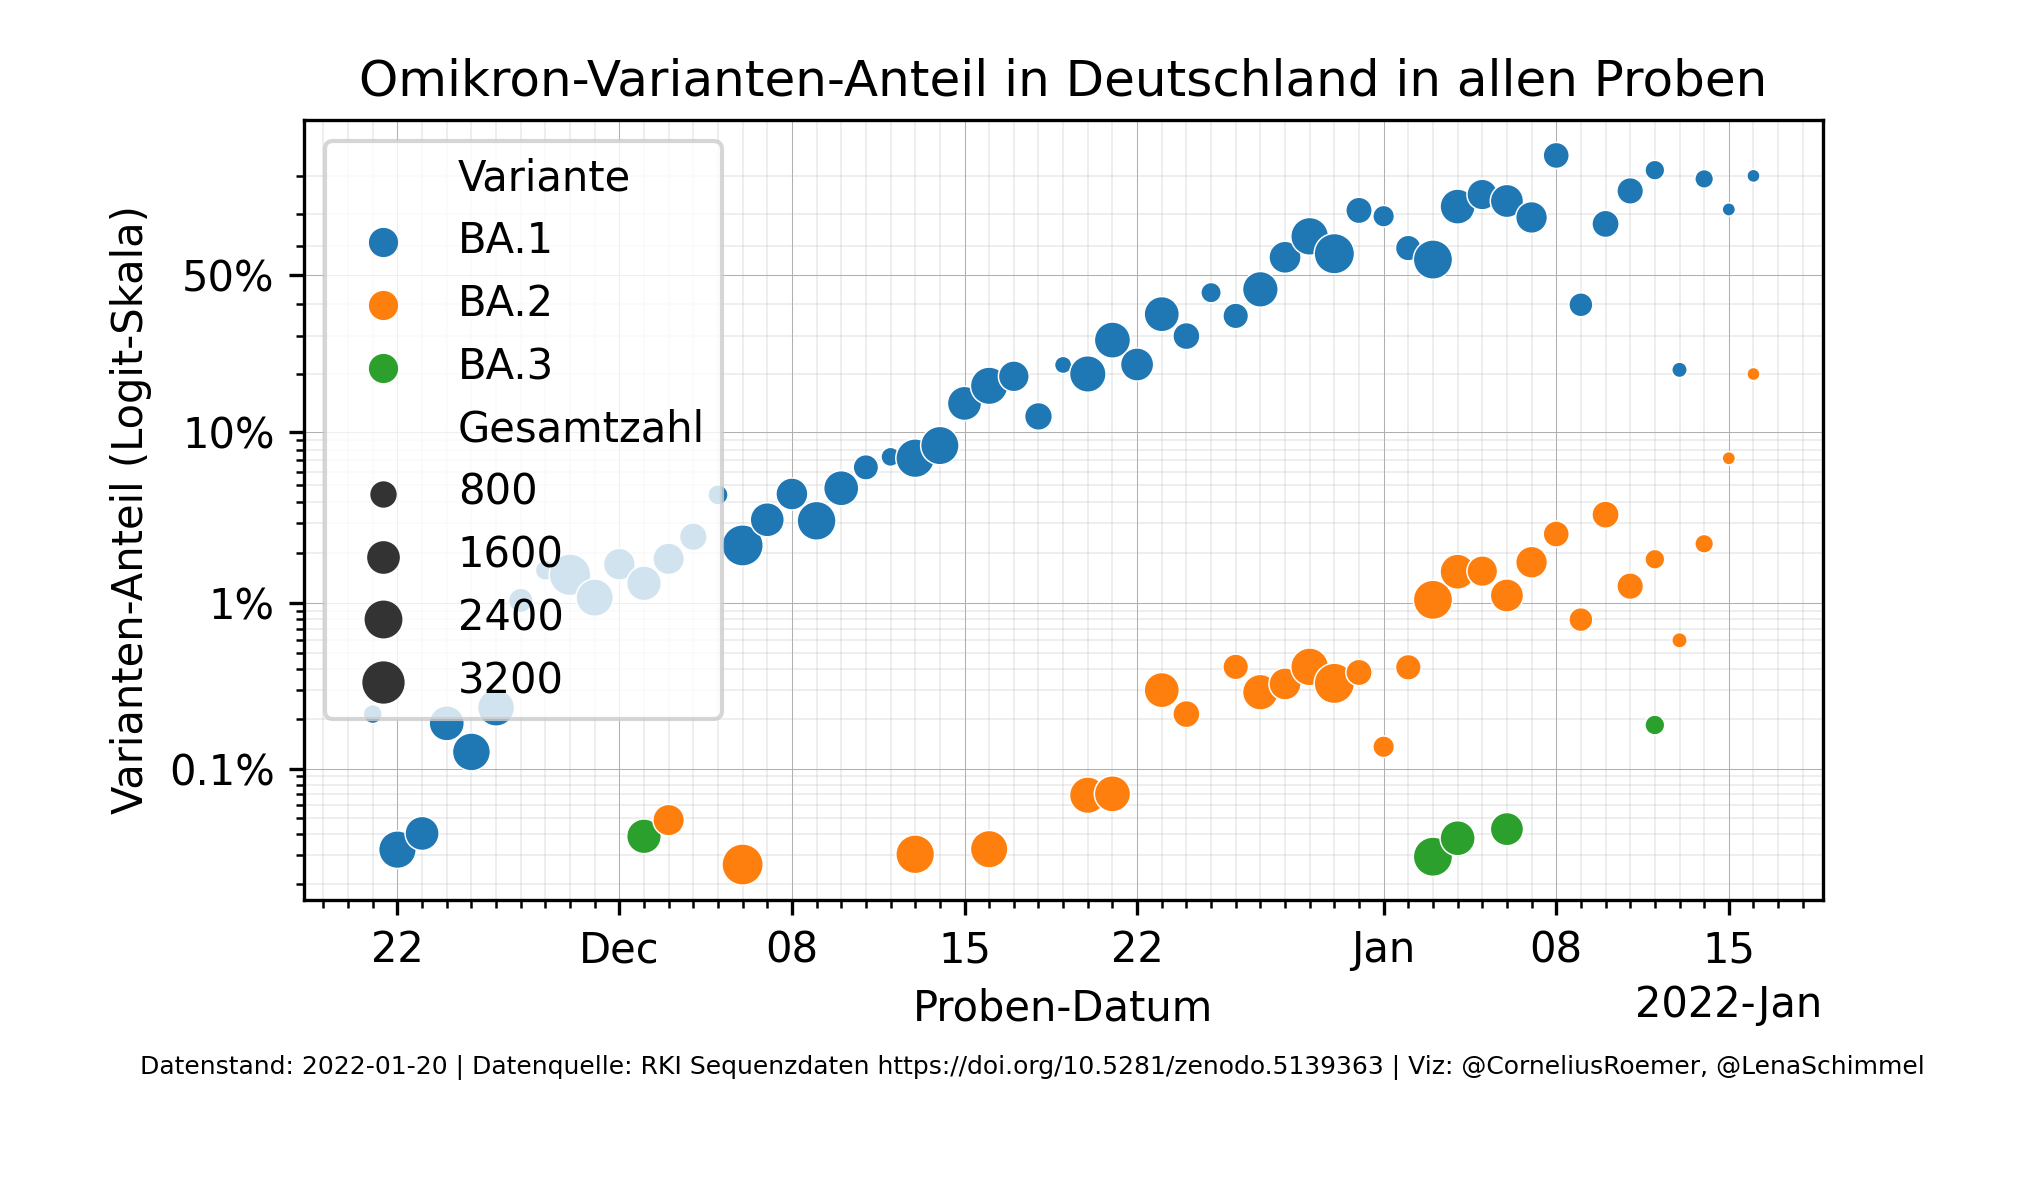 Omikron-Varianten-Anteil in Deutschland in allen Proben
Varianten-Anteil (Logit-Skala)
50%
10%
1%
0.1%
Variante
BA.1
BA.2
BA.3
Gesamtzahl
800
1600
2400
3200
22 Dec 08 15 22 Jan 08 15
Proben-Datum
2022-Jan
Datenstand: 2022-01-20 | Datenquelle: RKI Sequenzdaten https://doi.org/10.5281/zenodo.5139363 | Viz: @CorneliusRoemer, @LenaSchimmel